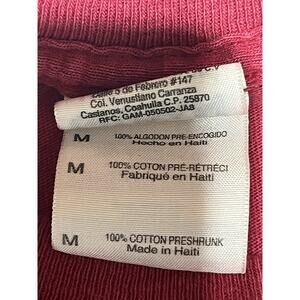 Calle 5 de Febrero #147
Col. Venustiano Carranza
Castanos, Coahuila C.P. 25870
RFC: GAM-050502-JA8
M 100% ALGODON PRE-ENCOGIDO
Hecho en Haiti
M 100% COTON PRÉ-RÉTRÉCI
Fabriqué en Haiti
M 100% COTTON PRESHRUNK
Made in Haiti